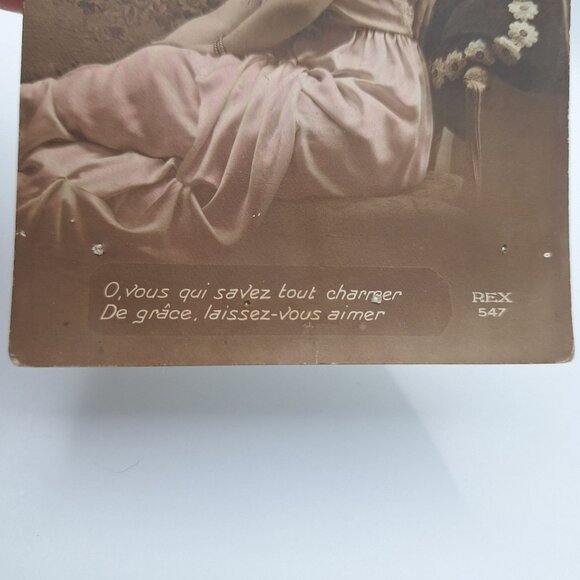 O, vous qui savez tout charmer
De grâce, laissez-vous aimer
REX
547